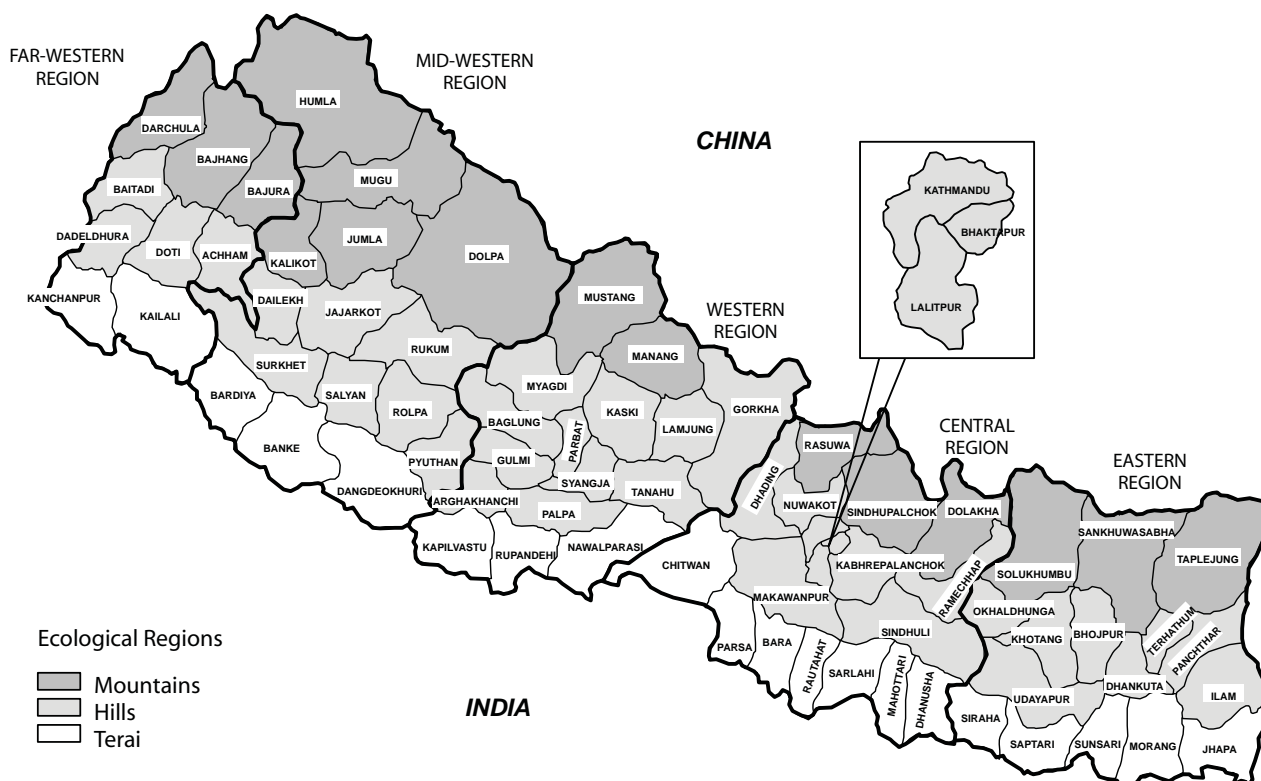 FAR-WESTERN
REGION
MID-WESTERN
REGION
HUMLA
DARCHULA
CHINA
BAJHANG
MUGU
BAITADI
BAJURA
KATHMANDU
DADELDHURA
JUMLA
BHAKTAPUR
DOTI
ACHHAM
KALIKOT
DOLPA
KANCHANPUR
DAILEKH
MUSTANG
LALITPUR
KAILALI
JAJARKOT
WESTERN
REGION
RUKUM
MANANG
SURKHET
MYAGDI
BARDIYA
SALYAN
ROLPA
BAGLUNG
PARBAT
KASKI
LAMJUNG
GORKHA
CENTRAL
REGION
BANKE
RASUWA
PYUTHAN
GULMI
EASTERN
REGION
DANGDEOKHURI
SYANGJA
TANAHU
DHADING
NUWAKOT
ARGHAKHANCHI
PALPA
SINDHUPALCHOK
DOLAKHA
SANKHUWASABHA
KAPILVASTU
RUPANDEHI
NAWALPARASI
CHITWAN
KABHREPALANCHOK
RAMECHHAP
SOLUKHUMBU
TAPLEJUNG
MAKAWANPUR
OKHALDHUNGA
SINDHULI
KHOTANG
BHOJPUR
TERHATHUM
PANCHTHAR
PARSA
BARA
RAUTAHAT
SARLAHI
MAHOTTARI
DHANUSHA
DHANKUTA
ILAM
UDAYAPUR
SIRAHA
SAPTARI
SUNSARI
MORANG
JHAPA
INDIA
Ecological Regions
Mountains
Hills
Terai